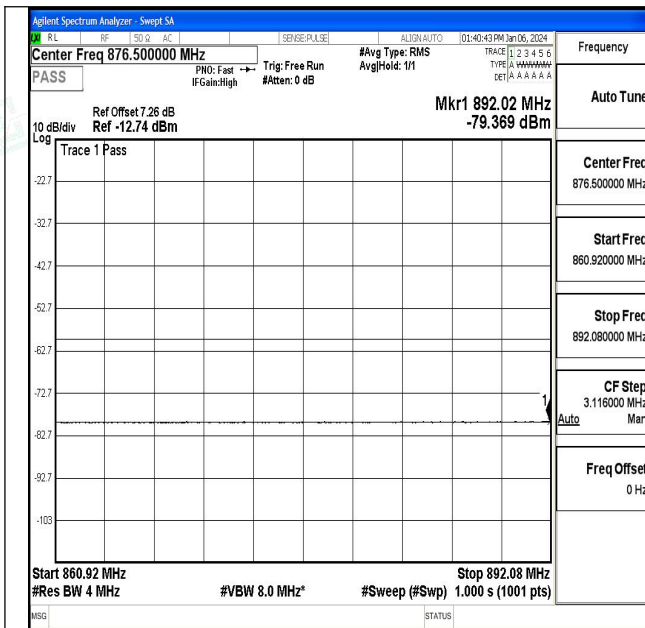 Agilent Spectrum Analyzer - Swept SA
RL RF 50 Ω AC SENSE:PULSE ALIGN AUTO 01:40:43 PM Jan 06, 2024
Center Freq 876.500000 MHz
PASS
PNO: Fast
IFGain:High
Trig: Free Run
#Atten: 0 dB
#Avg Type: RMS
Avg|Hold: 1/1
TRACE 1 2 3 4 5 6
TYPE A WWWWW
DET A A A A A A
Mkr1 892.02 MHz
-79.369 dBm
Ref Offset 7.26 dB
10 dB/div Ref -12.74 dBm
Log
Trace 1 Pass
-22.7
-32.7
-42.7
-52.7
-62.7
-72.7
-82.7
-92.7
-103
1
Start 860.92 MHz Stop 892.08 MHz
#Res BW 4 MHz #VBW 8.0 MHz* #Sweep (#Swp) 1.000 s (1001 pts)
MSG STATUS
Frequency
Auto Tune
Center Freq
876.500000 MHz
Start Freq
860.920000 MHz
Stop Freq
892.080000 MHz
CF Step
3.116000 MHz
Auto Man
Freq Offset
0 Hz